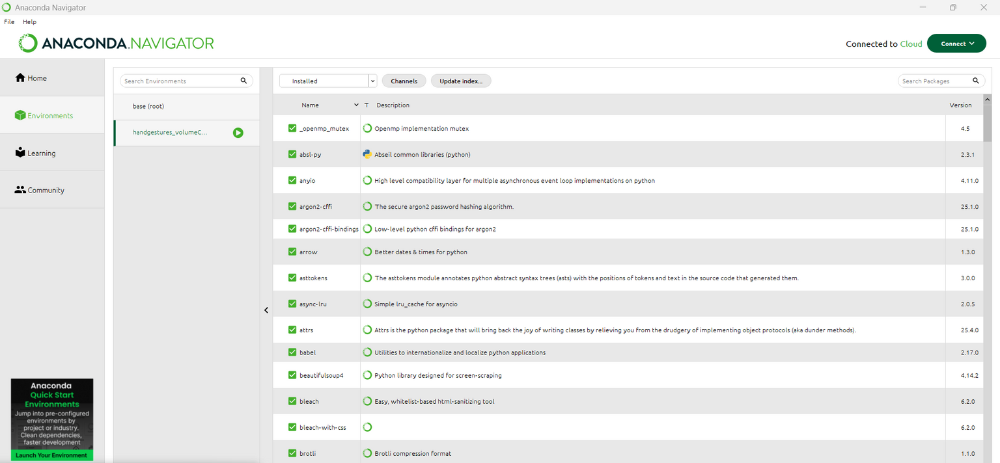 Anaconda Navigator
File Help
ANACONDA.NAVIGATOR
Connected to Cloud Connect
Home
Environments
Learning
Community
Anaconda
Quick Start
Environments
Jump into pre-configured
environments by
project or industry.
Clean dependencies,
faster development
Launch Your Environment
Search Environments
base (root)
handgestures_volumeC...
Installed Channels Update index... Search Packages
Name T Description Version
_openmp_mutex Openmp implementation mutex 4.5
absl-py Abseil common libraries (python) 2.3.1
anyio High level compatibility layer for multiple asynchronous event loop implementations on python 4.11.0
argon2-cffi The secure argon2 password hashing algorithm. 25.1.0
argon2-cffi-bindings Low-level python cffi bindings for argon2 25.1.0
arrow Better dates & times for python 1.3.0
asttokens The asttokens module annotates python abstract syntax trees (asts) with the positions of tokens and text in the source code that generated them. 3.0.0
async-lru Simple lru_cache for asyncio 2.0.5
attrs Attrs is the python package that will bring back the joy of writing classes by relieving you from the drudgery of implementing object protocols (aka dunder methods). 25.4.0
babel Utilities to internationalize and localize python applications 2.17.0
beautifulsoup4 Python library designed for screen-scraping 4.14.2
bleach Easy, whitelist-based html-sanitizing tool 6.2.0
bleach-with-css 6.2.0
brotli Brotli compression format 1.1.0